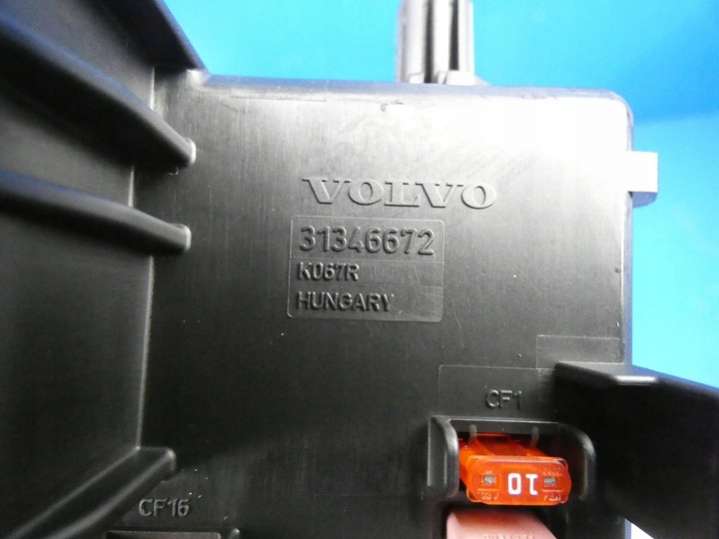 VOLVO
31346672
K067R
HUNGARY
CF1
10
CF16